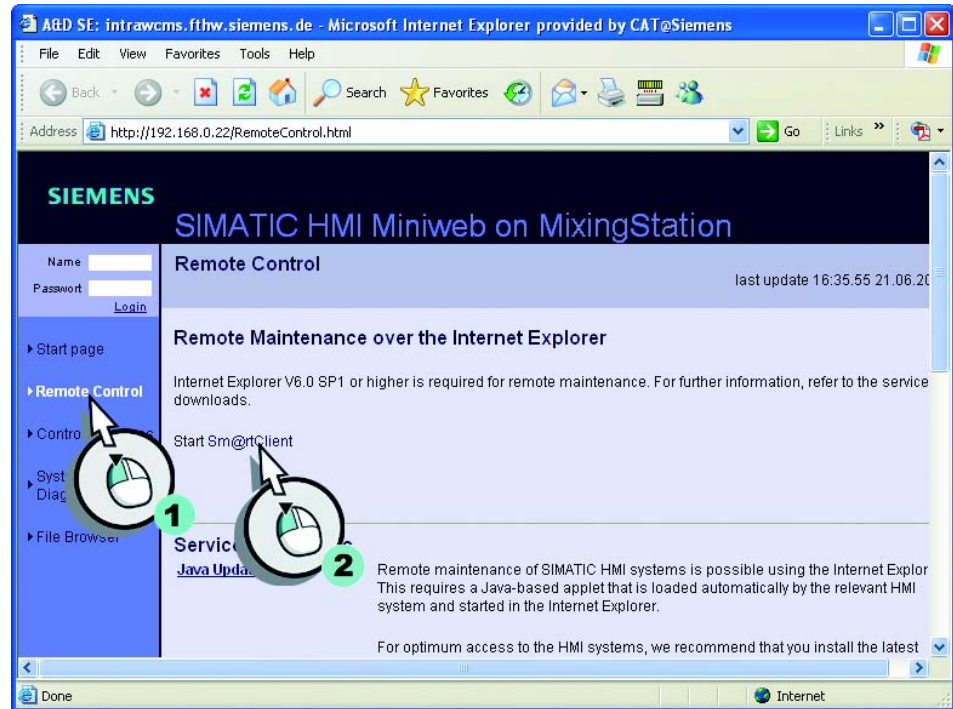 A&D SE: intrawcms.fthw.siemens.de - Microsoft Internet Explorer provided by CAT@Siemens
File Edit View Favorites Tools Help
Back Search Favorites
Address http://192.168.0.22/RemoteControl.html Go Links »
SIEMENS
SIMATIC HMI Miniweb on MixingStation
Name
Passwort
Login
Remote Control
last update 16:35.55 21.06.20
Start page
Remote Control
File Browser
Remote Maintenance over the Internet Explorer
Internet Explorer V6.0 SP1 or higher is required for remote maintenance. For further information, refer to the service
downloads.
Start Sm@rtClient
1
2
Java
Remote maintenance of SIMATIC HMI systems is possible using the Internet Explor
This requires a Java-based applet that is loaded automatically by the relevant HMI
system and started in the Internet Explorer.
For optimum access to the HMI systems, we recommend that you install the latest
Done Internet